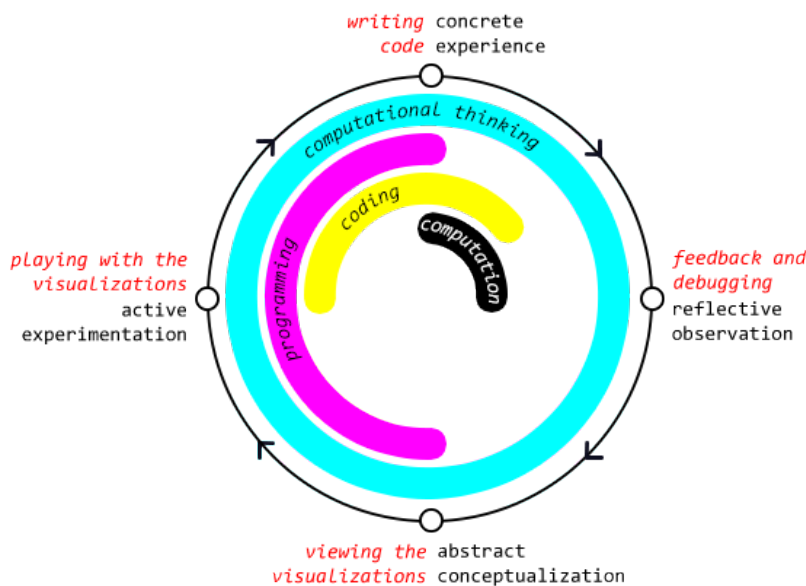 writing concrete
code experience
computational thinking
coding
computation
programming
playing with the
visualizations
active
experimentation
feedback and
debugging
reflective
observation
viewing the abstract
visualizations conceptualization